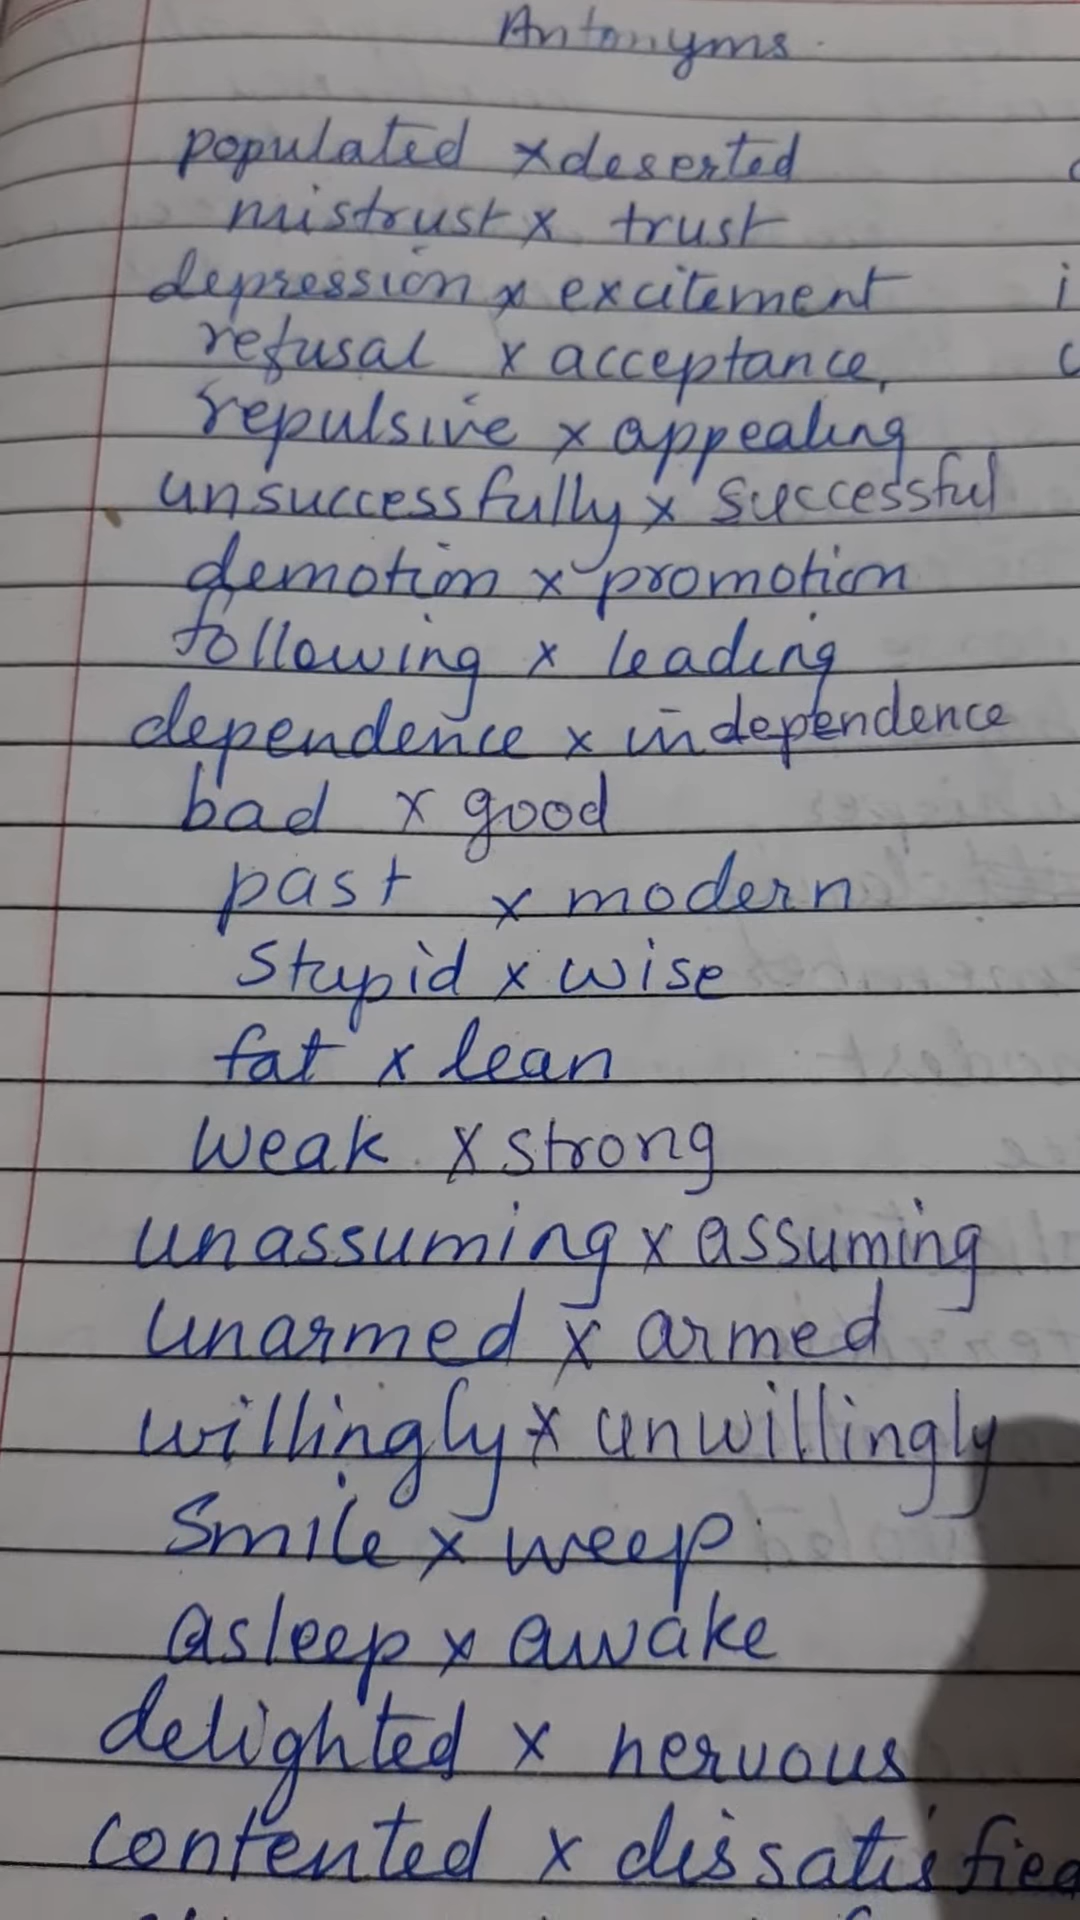 Antonyms.
populated x deserted
mistrust x trust
depression x excitement
refusal x acceptance,
repulsive x appealing
unsuccessfully x successful
demotion x promotion
following x leading
dependence x independence
bad x good
past x modern
stupid x wise
fat x lean
weak x strong
unassuming x assuming
unarmed x armed
willingly x unwillingly
Smile x weep
asleep x awake
delighted x nervous
contented x dissatisfied